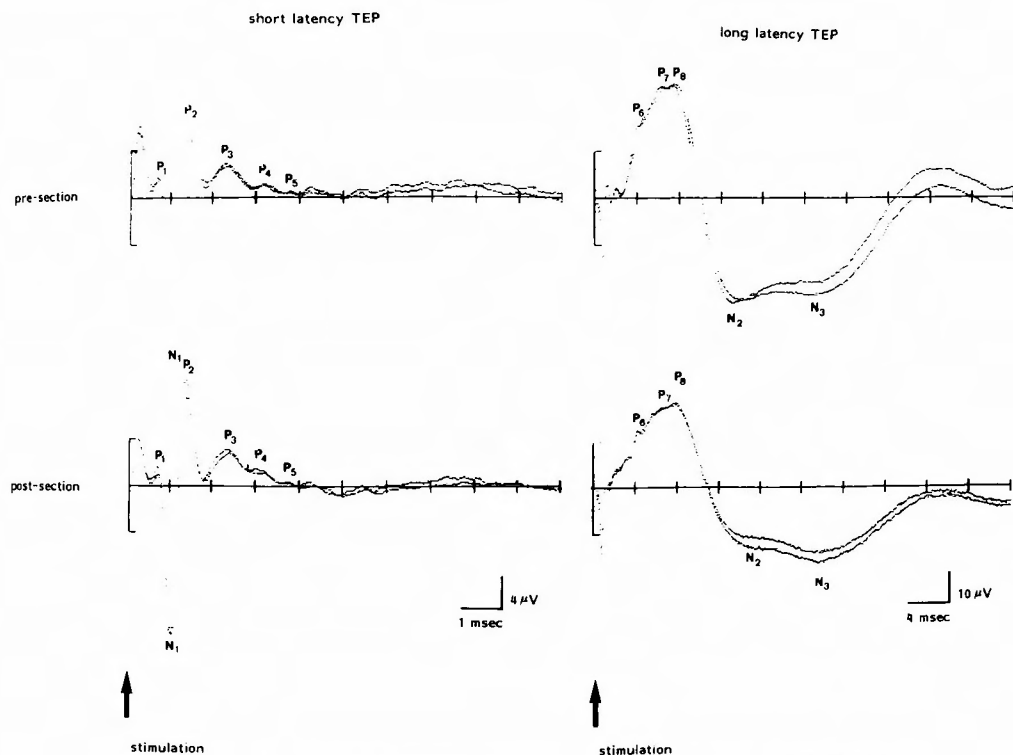 short latency TEP
long latency TEP
pre-section
P₁
P₂
P₃
P₄
P₅
P₆
P₇
P₈
N₂
N₃
post-section
P₁
N₁
P₂
P₃
P₄
P₅
N₁
P₆
P₇
P₈
N₂
N₃
4 μV
1 msec
10 μV
4 msec
stimulation
stimulation